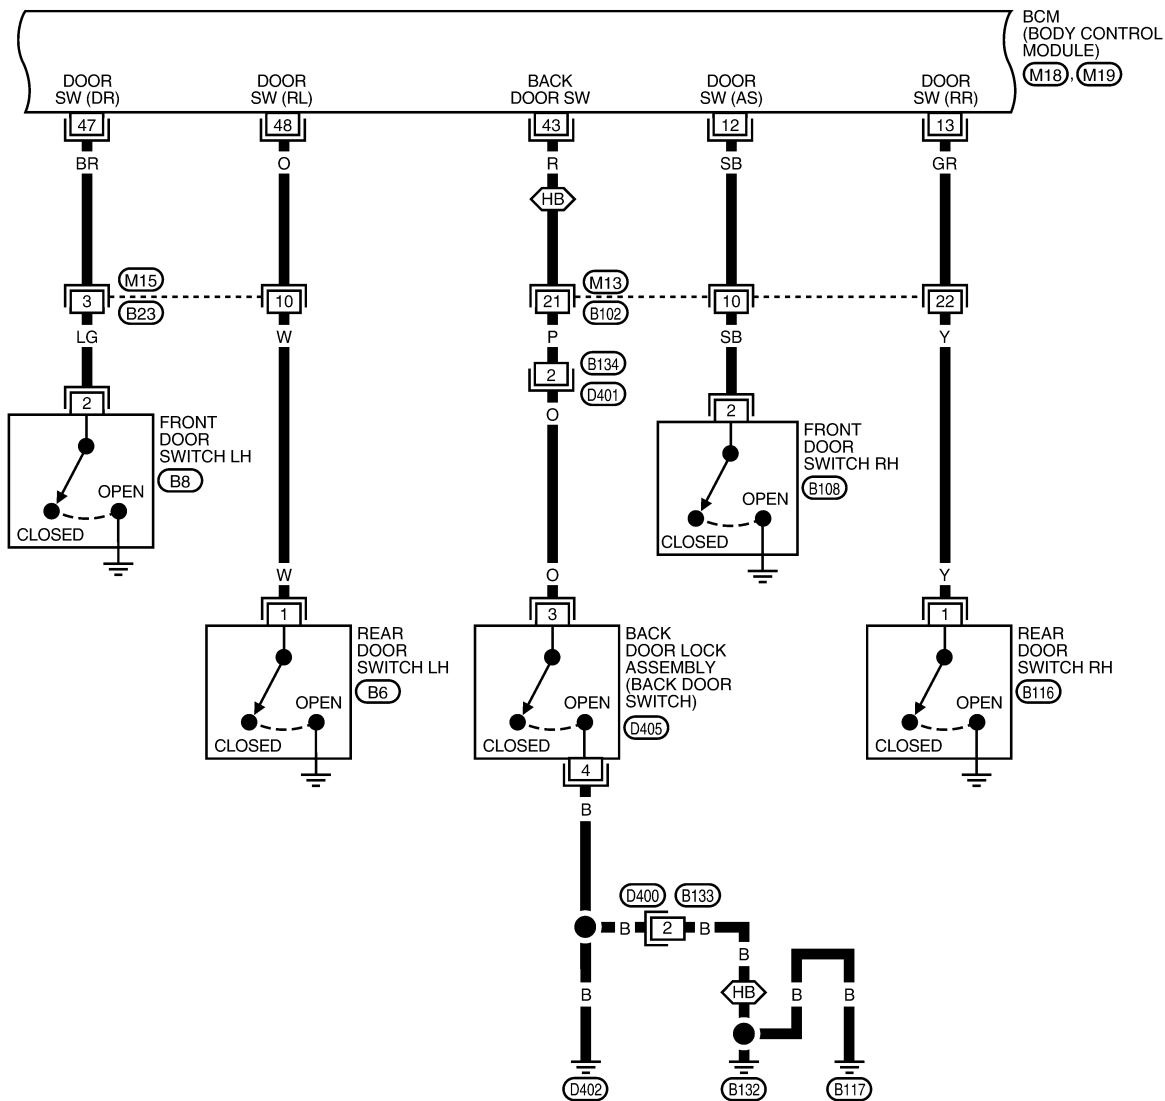 BCM
(BODY CONTROL
MODULE)
M18 , M19
DOOR
SW (DR)
DOOR
SW (RL)
BACK
DOOR SW
DOOR
SW (AS)
DOOR
SW (RR)
47
48
43
12
13
BR
O
R
SB
GR
HB
M15
M13
3
10
21
10
22
B23
B102
LG
W
P
SB
Y
B134
2
D401
2
O
2
FRONT
DOOR
SWITCH LH
B8
OPEN
CLOSED
FRONT
DOOR
SWITCH RH
B108
OPEN
CLOSED
W
O
Y
1
3
1
REAR
DOOR
SWITCH LH
B6
OPEN
CLOSED
BACK
DOOR LOCK
ASSEMBLY
(BACK DOOR
SWITCH)
D405
OPEN
CLOSED
REAR
DOOR
SWITCH RH
B116
OPEN
CLOSED
4
B
D400 B133
B 2 B
B
HB
B
B
B
D402
B132
B117